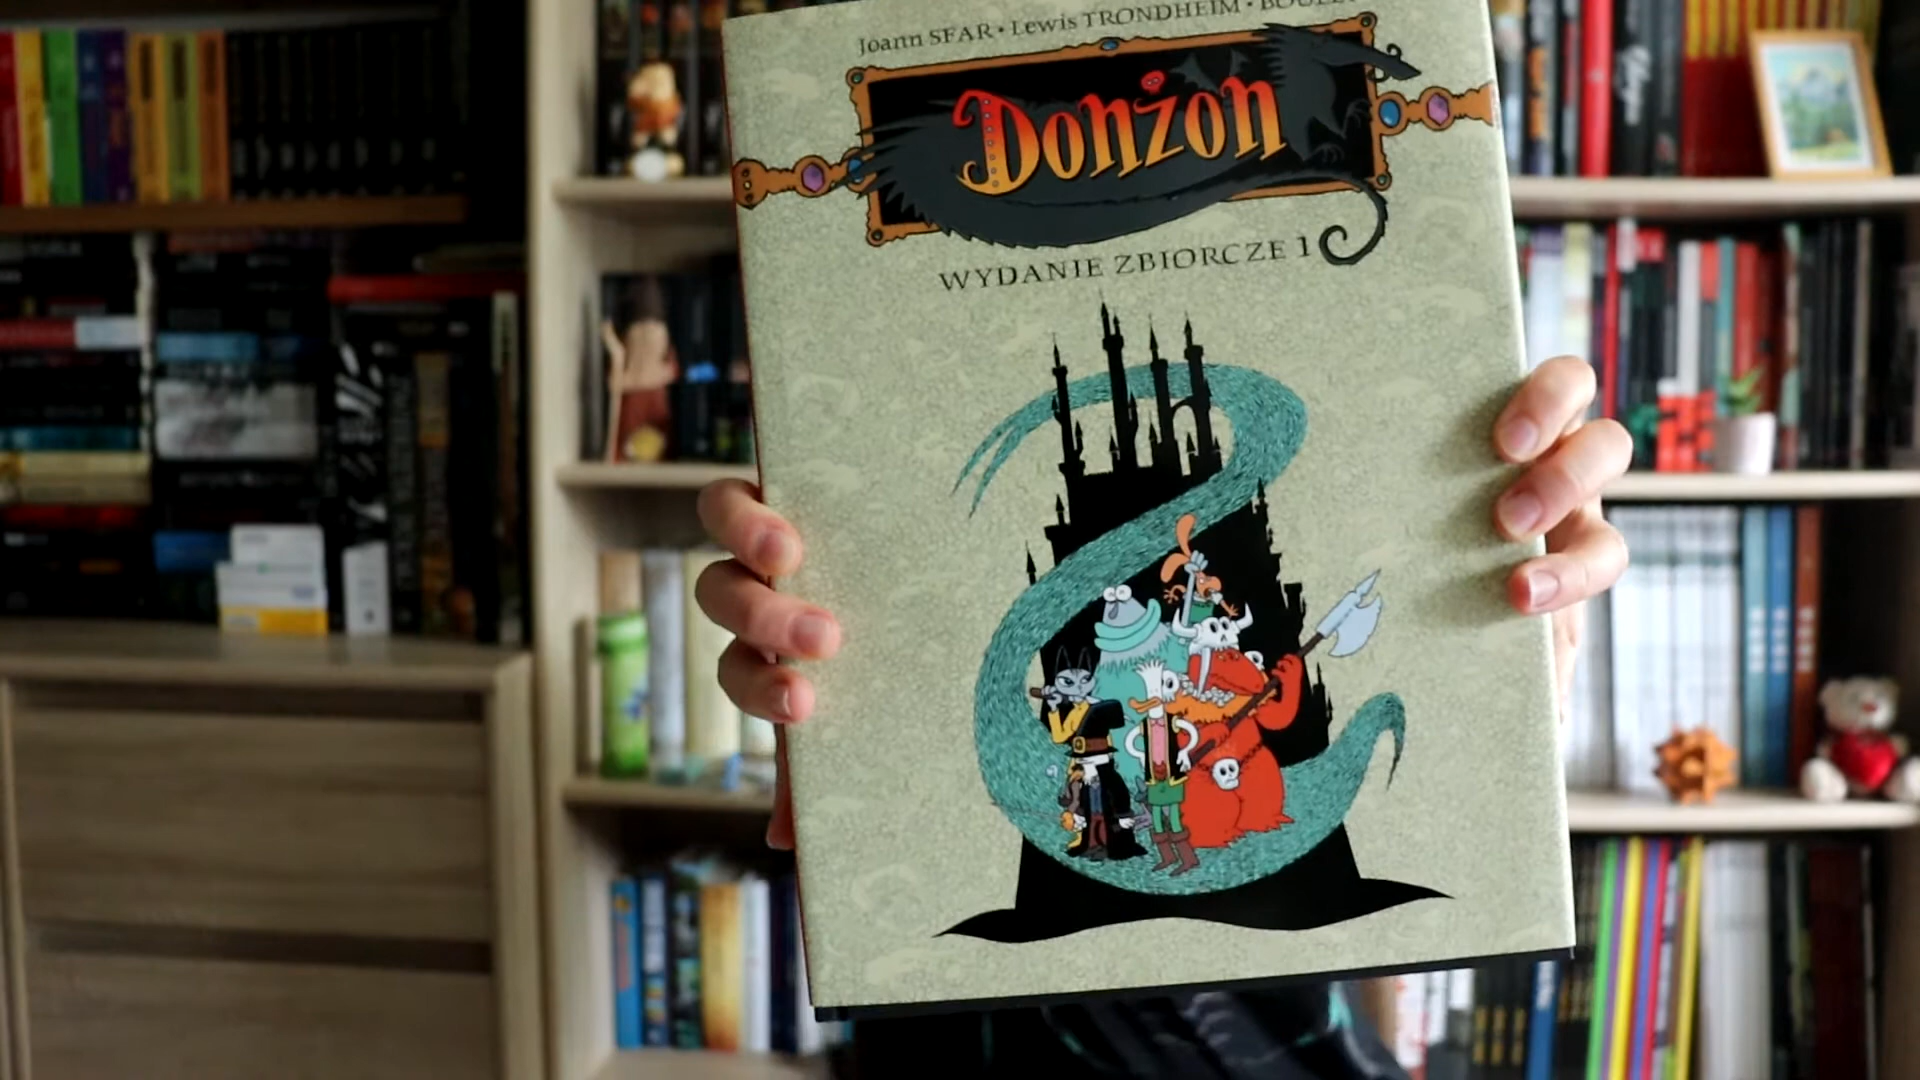 Joann SFAR • Lewis TRONDHEIM •
Donżon
WYDANIE ZBIORCZE 1